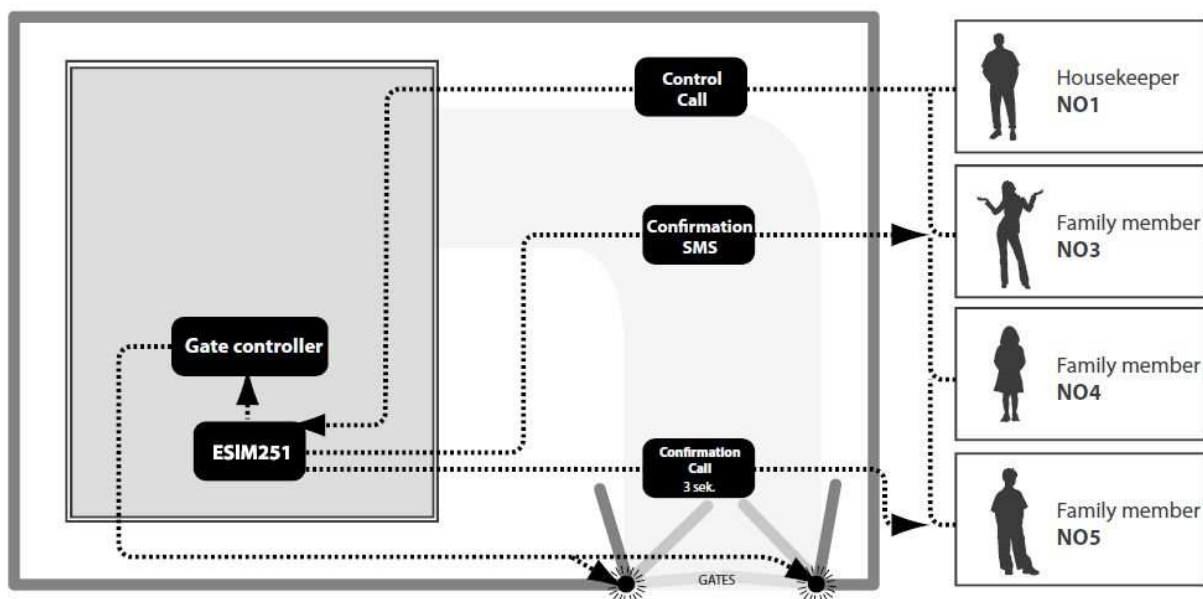 Control
Call
Housekeeper
NO1
Confirmation
SMS
Family member
NO3
Gate controller
Family member
NO4
ESIM251
Confirmation
Call
3 sek.
Family member
NO5
GATES